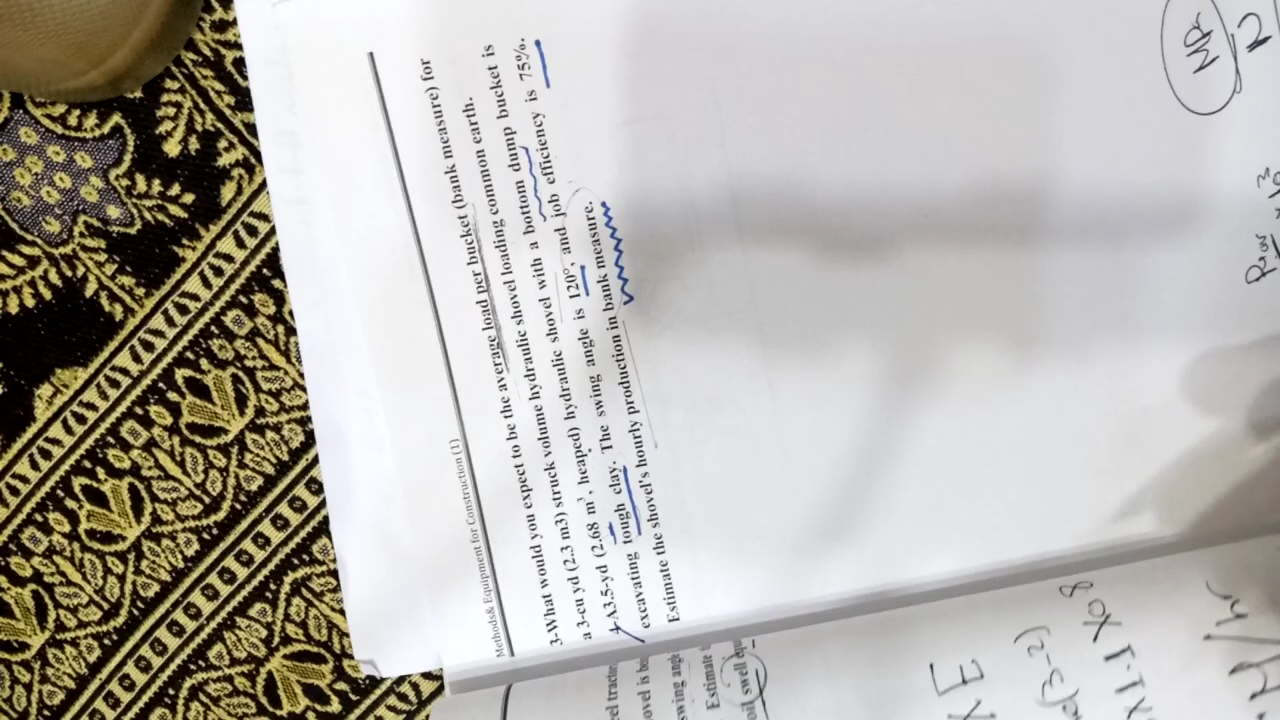 Methods& Equipment for Construction (1)
3-What would you expect to be the average load per bucket (bank measure) for
a 3-cu yd (2.3 m3) struck volume hydraulic shovel loading common earth.
4-A3.5-yd (2.68 m³, heaped) hydraulic shovel with a bottom dump bucket is
excavating tough clay. The swing angle is 120°, and job efficiency is 75%.
Estimate the shovel's hourly production in bank measure.
swing angle
Estimate
swell